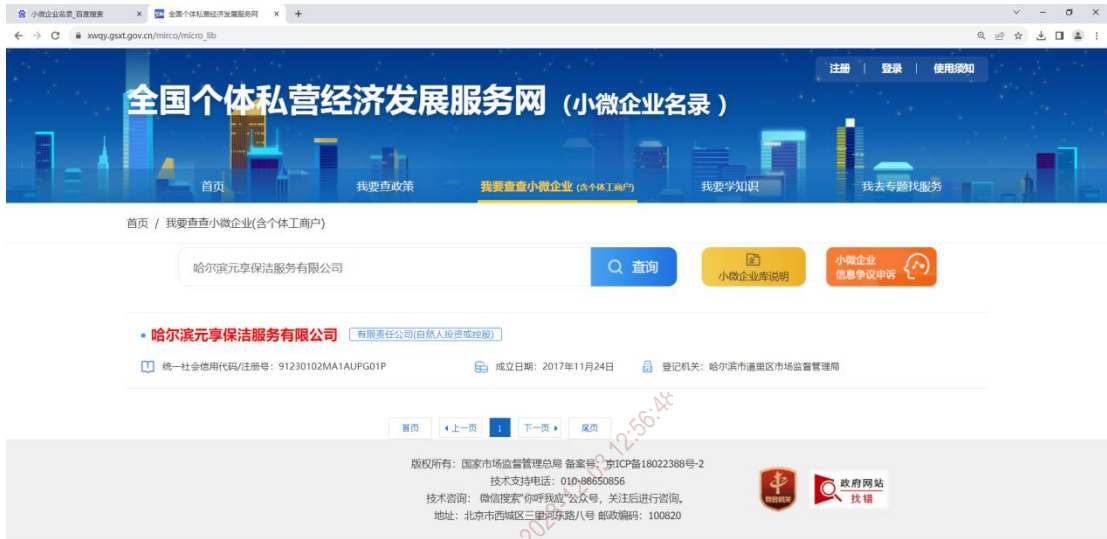 小微企业名录_百度搜索
全国个体私营经济发展服务网
xwqy.gsxt.gov.cn/mirco/micro_lib
注册 | 登录 | 使用须知
全国个体私营经济发展服务网（小微企业名录）
首页 我要查政策 我要查查小微企业 (含个体工商户) 我要学知识 我去专题找服务
首页 / 我要查查小微企业(含个体工商户)
哈尔滨元享保洁服务有限公司 查询 小微企业库说明
小微企业
信息争议申诉
哈尔滨元享保洁服务有限公司 有限责任公司(自然人投资或控股)
统一社会信用代码/注册号：91230102MA1AUPG01P 成立日期：2017年11月24日 登记机关：哈尔滨市道里区市场监督管理局
首页 上一页 1 下一页 尾页
版权所有：国家市场监督管理总局 备案号：京ICP备18022388号-2
技术支持电话：010-88650856
技术咨询： 微信搜索“你呼我应”公众号，关注后进行咨询。
地址：北京市西城区三里河东路八号 邮政编码：100820
党政机关
政府网站
找错